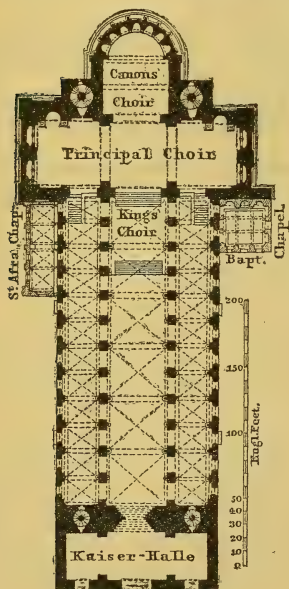 Canons'
Choir
Principal Choir
Kings'
Choir
St Afra Chap.
Bapt.
Chapel.
200
150
100
50
40
30
20
10
0
Engl. Feet.
Kaiser-Halle